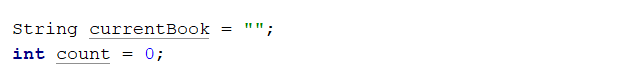 String currentBook = "";
int count = 0;